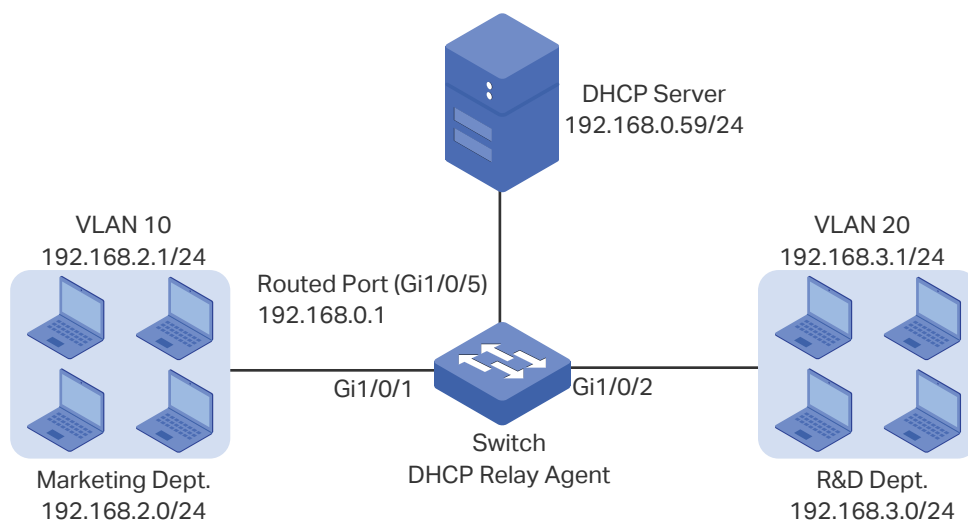 DHCP Server
192.168.0.59/24
VLAN 10
192.168.2.1/24
VLAN 20
192.168.3.1/24
Routed Port (Gi1/0/5)
192.168.0.1
Gi1/0/1
Gi1/0/2
Switch
DHCP Relay Agent
Marketing Dept.
192.168.2.0/24
R&D Dept.
192.168.3.0/24